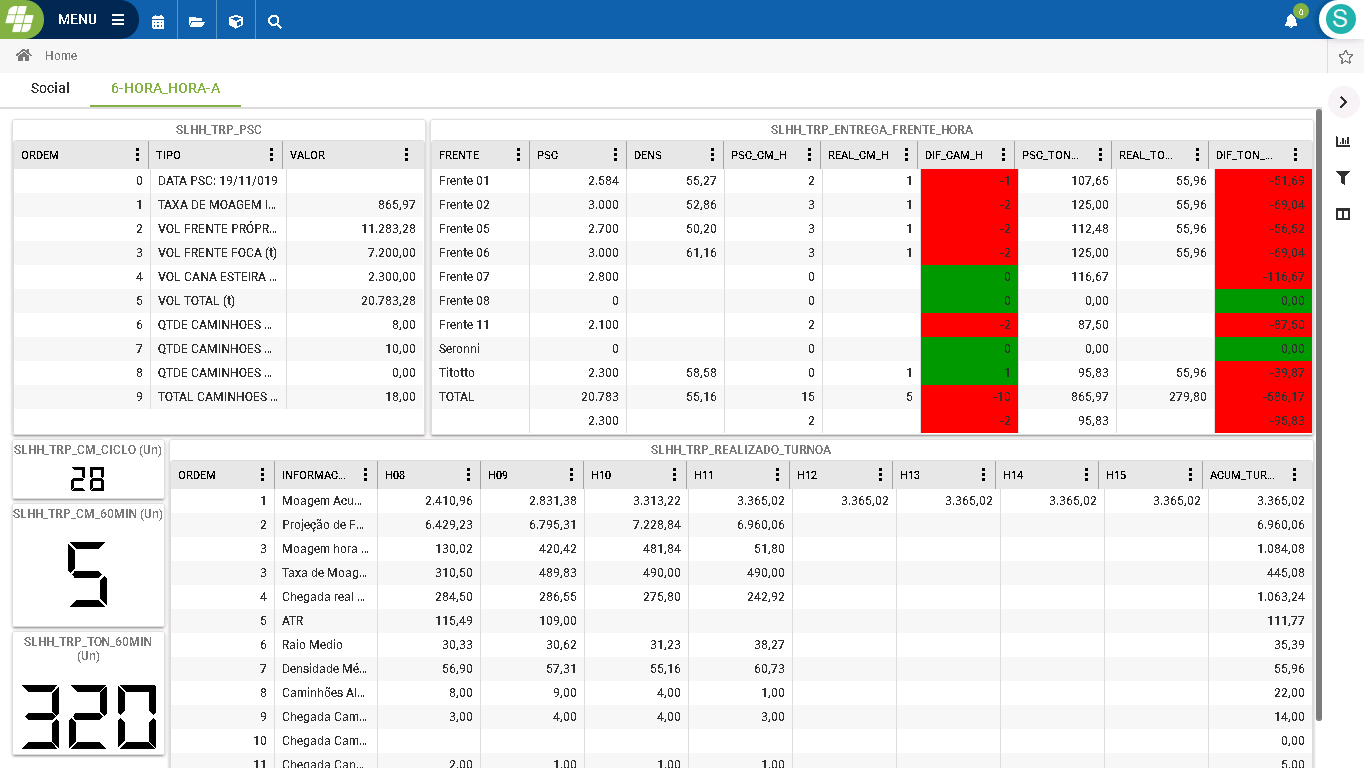 MENU
0
S
Home
Social 6-HORA_HORA-A
SLHH_TRP_PSC
ORDEM TIPO VALOR
0 DATA PSC: 19/11/019
1 TAXA DE MOAGEM I... 865,97
2 VOL FRENTE PRÓPR... 11.283,28
3 VOL FRENTE FOCA (t) 7.200,00
4 VOL CANA ESTEIRA ... 2.300,00
5 VOL TOTAL (t) 20.783,28
6 QTDE CAMINHOES ... 8,00
7 QTDE CAMINHOES ... 10,00
8 QTDE CAMINHOES ... 0,00
9 TOTAL CAMINHOES ... 18,00
SLHH_TRP_ENTREGA_FRENTE_HORA
FRENTE PSC DENS PSC_CM_H REAL_CM_H DIF_CAM_H PSC_TON... REAL_TO... DIF_TON_...
Frente 01 2.584 55,27 2 1 -1 107,65 55,96 -51,69
Frente 02 3.000 52,86 3 1 -2 125,00 55,96 -69,04
Frente 05 2.700 50,20 3 1 -2 112,48 55,96 -56,52
Frente 06 3.000 61,16 3 1 -2 125,00 55,96 -69,04
Frente 07 2.800 0 0 116,67 -116,67
Frente 08 0 0 0 0,00 0,00
Frente 11 2.100 2 -2 87,50 -87,50
Seronni 0 0 0 0,00 0,00
Titotto 2.300 58,58 0 1 1 95,83 55,96 -39,87
TOTAL 20.783 55,16 15 5 -10 865,97 279,80 -586,17
2.300 2 2 95,83 -95,83
SLHH_TRP_CM_CICLO (Un)
28
SLHH_TRP_CM_60MIN (Un)
5
SLHH_TRP_TON_60MIN
(Un)
320
SLHH_TRP_REALIZADO_TURNOA
ORDEM INFORMAC... H08 H09 H10 H11 H12 H13 H14 H15 ACUM_TUR...
1 Moagem Acu... 2.410,96 2.831,38 3.313,22 3.365,02 3.365,02 3.365,02 3.365,02 3.365,02 3.365,02
2 Projeção de F... 6.429,23 6.795,31 7.228,84 6.960,06 6.960,06
3 Moagem hora ... 130,02 420,42 481,84 51,80 1.084,08
3 Taxa de Moag... 310,50 489,83 490,00 490,00 445,08
4 Chegada real ... 284,50 286,55 275,80 242,92 1.063,24
5 ATR 115,49 109,00 111,77
6 Raio Medio 30,33 30,62 31,23 38,27 35,39
7 Densidade Mé... 56,90 57,31 55,16 60,73 55,96
8 Caminhões Al... 8,00 9,00 4,00 1,00 22,00
9 Chegada Cam... 3,00 4,00 4,00 3,00 14,00
10 Chegada Cam... 0,00
11 Chegada Can... 2,00 1,00 1,00 1,00 5,00